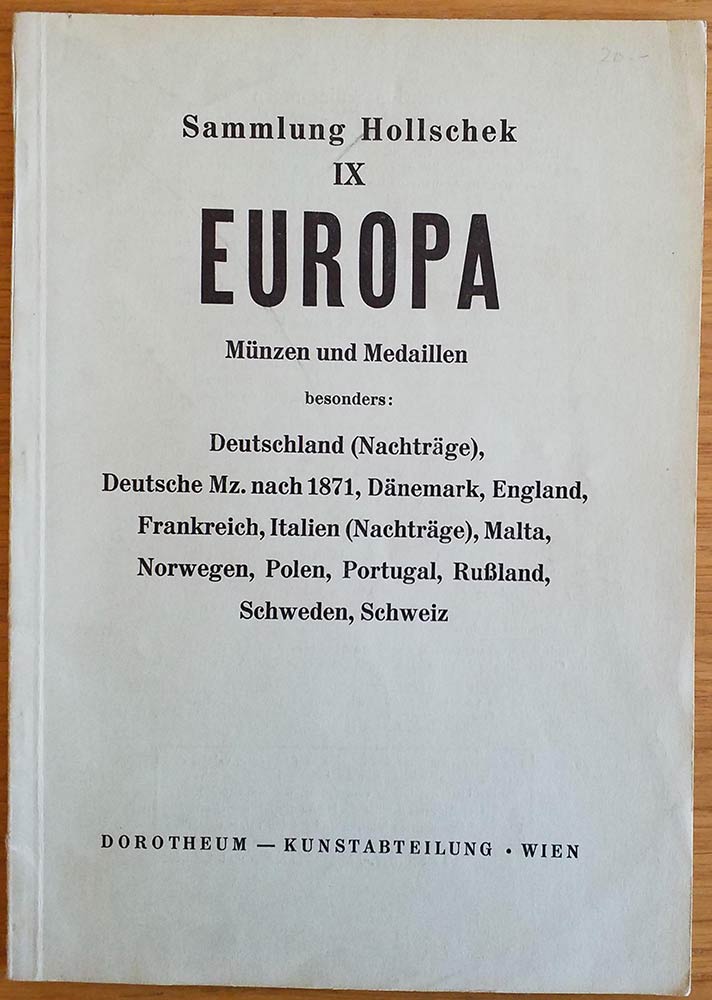 20.-
Sammlung Hollschek
IX
EUROPA
Münzen und Medaillen
besonders:
Deutschland (Nachträge),
Deutsche Mz. nach 1871, Dänemark, England,
Frankreich, Italien (Nachträge), Malta,
Norwegen, Polen, Portugal, Rußland,
Schweden, Schweiz
DOROTHEUM — KUNSTABTEILUNG • WIEN